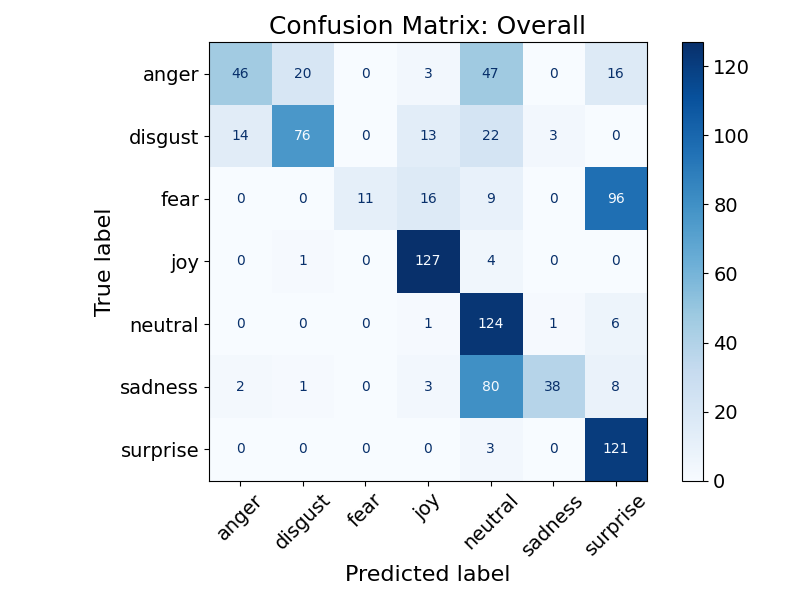 Confusion Matrix: Overall
anger 46 20 0 3 47 0 16
disgust 14 76 0 13 22 3 0
fear 0 0 11 16 9 0 96
joy 0 1 0 127 4 0 0
neutral 0 0 0 1 124 1 6
sadness 2 1 0 3 80 38 8
surprise 0 0 0 0 3 0 121
anger disgust fear joy neutral sadness surprise
Predicted label
True label
120
100
80
60
40
20
0